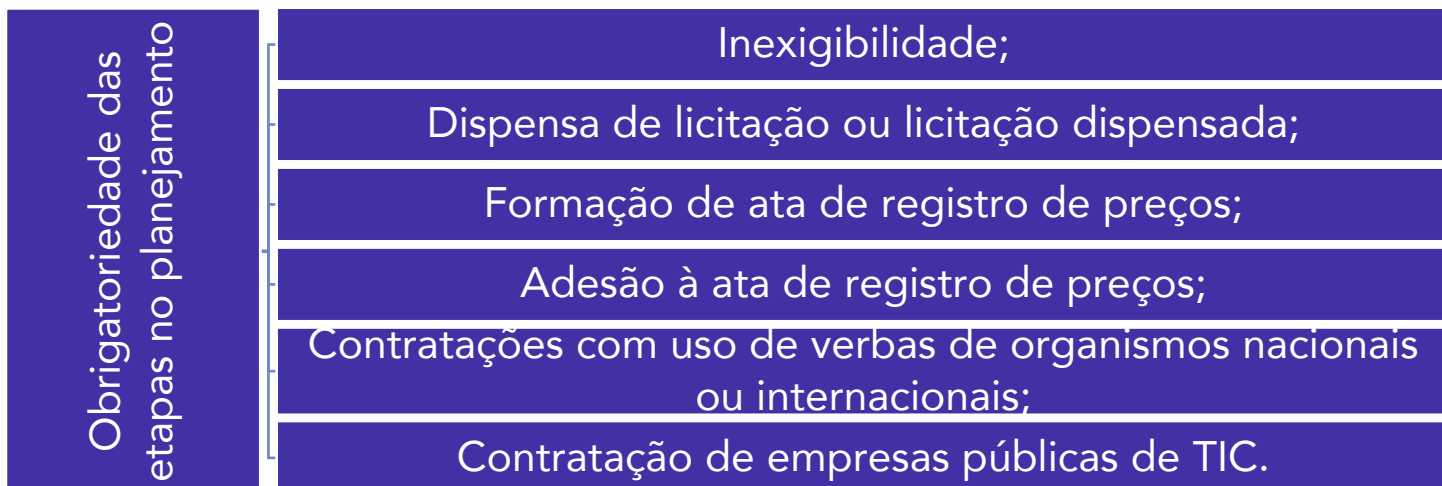 Obrigatoriedade das
etapas no planejamento
Inexigibilidade;
Dispensa de licitação ou licitação dispensada;
Formação de ata de registro de preços;
Adesão à ata de registro de preços;
Contratações com uso de verbas de organismos nacionais
ou internacionais;
Contratação de empresas públicas de TIC.